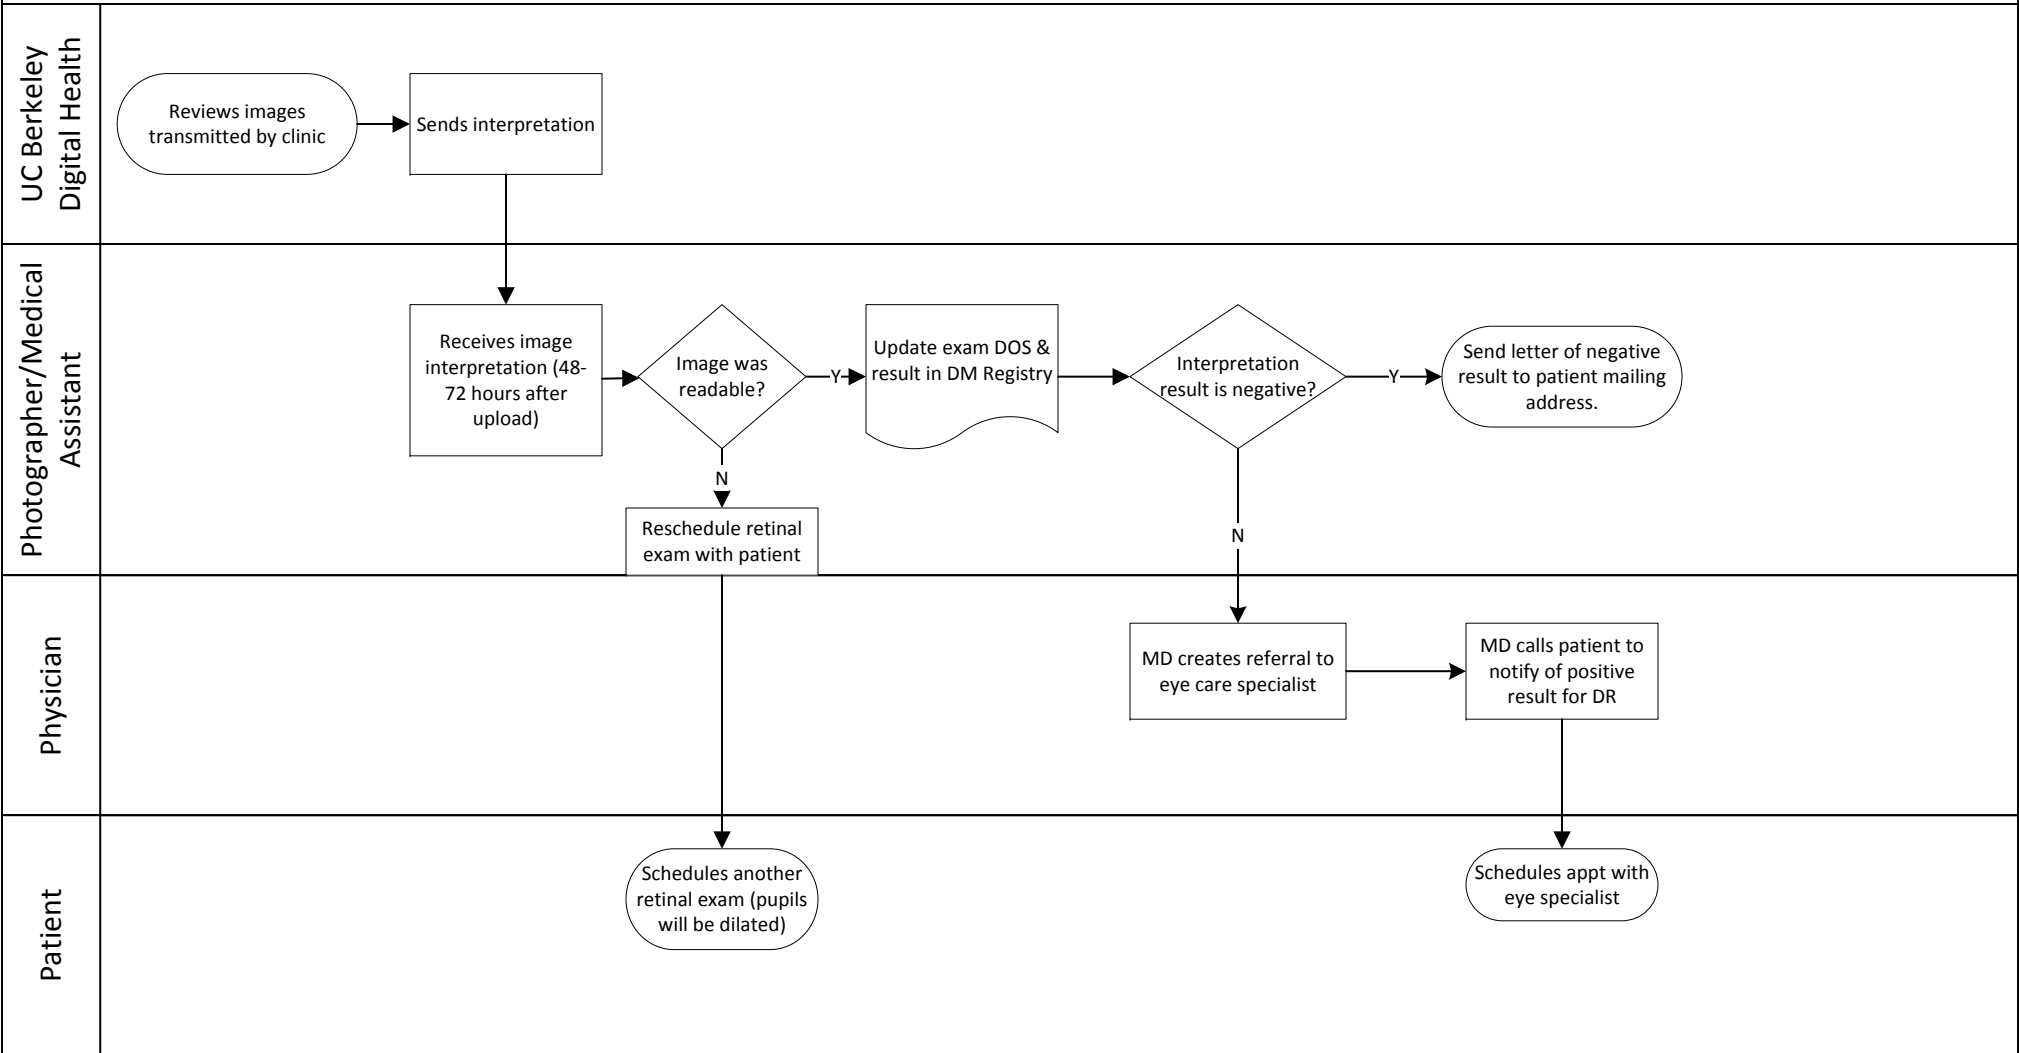 UC Berkeley
Digital Health
Reviews images
transmitted by clinic
Sends interpretation
Photographer/Medical
Assistant
Receives image
interpretation (48-
72 hours after
upload)
Image was
readable?
Y
Update exam DOS &
result in DM Registry
Interpretation
result is negative?
Y
Send letter of negative
result to patient mailing
address.
N
Reschedule retinal
exam with patient
N
Physician
MD creates referral to
eye care specialist
MD calls patient to
notify of positive
result for DR
Patient
Schedules another
retinal exam (pupils
will be dilated)
Schedules appt with
eye specialist